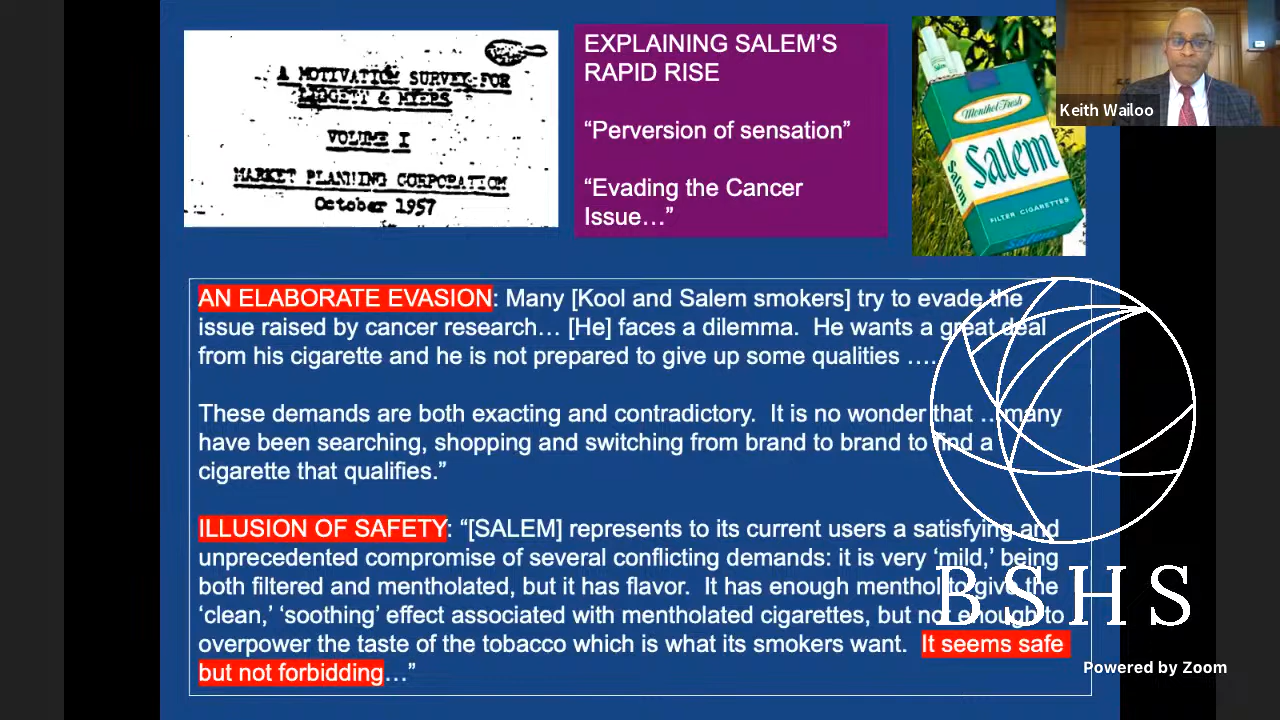 A MOTIVATION SURVEY FOR
LIGGETT & MYERS
VOLUME I
MARKET PLANNING CORPORATION
October 1957
EXPLAINING SALEM’S
RAPID RISE
“Perversion of sensation”
“Evading the Cancer
Issue…”
Menthol Fresh
Salem
Salem
FILTER CIGARETTES
Salem
Keith Wailoo
AN ELABORATE EVASION: Many [Kool and Salem smokers] try to evade the
issue raised by cancer research… [He] faces a dilemma. He wants a great deal
from his cigarette and he is not prepared to give up some qualities ….
These demands are both exacting and contradictory. It is no wonder that …many
have been searching, shopping and switching from brand to brand to find a
cigarette that qualifies.”
ILLUSION OF SAFETY: “[SALEM] represents to its current users a satisfying and
unprecedented compromise of several conflicting demands: it is very ‘mild,’ being
both filtered and mentholated, but it has flavor. It has enough menthol to give the
‘clean,’ ‘soothing’ effect associated with mentholated cigarettes, but not enough to
overpower the taste of the tobacco which is what its smokers want. It seems safe
but not forbidding…”
BSHS
Powered by Zoom